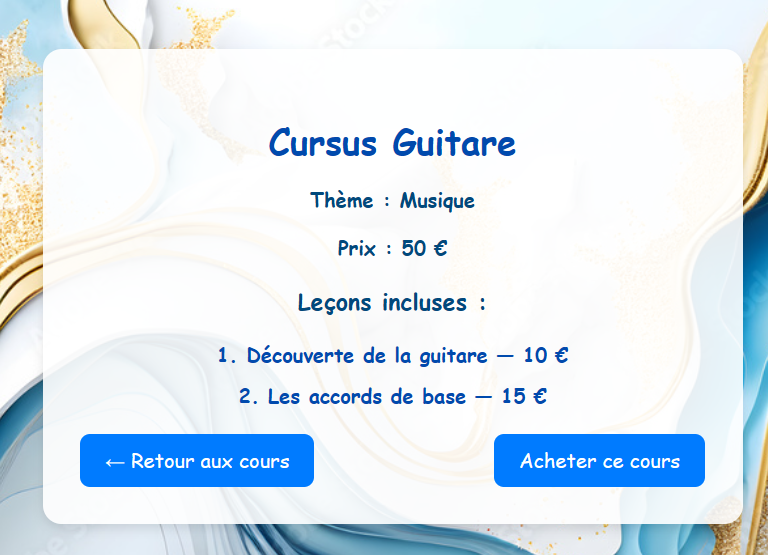 Cursus Guitare
Thème : Musique
Prix : 50 €
Leçons incluses :
1. Découverte de la guitare — 10 €
2. Les accords de base — 15 €
← Retour aux cours
Acheter ce cours